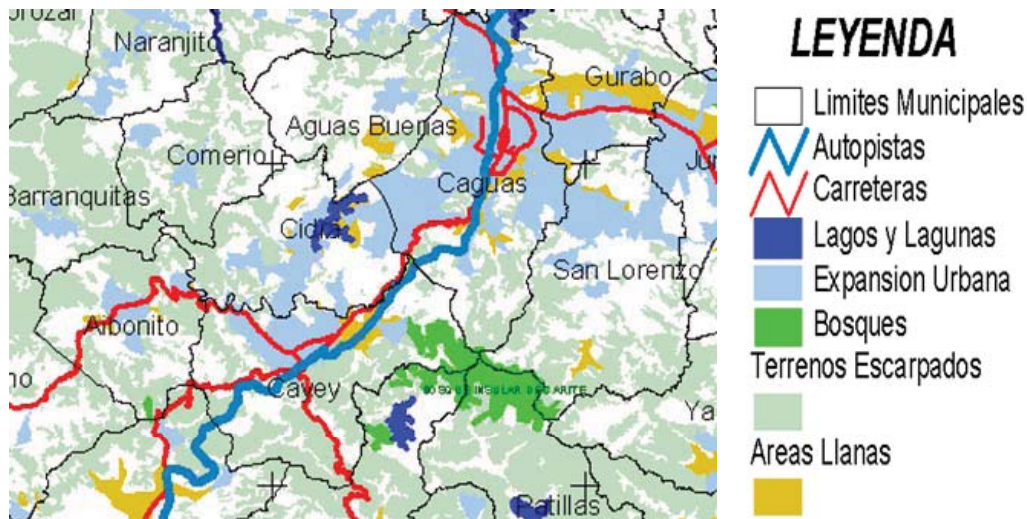 Naranjito
Gurabo
Aguas Buenas
Comerio
Barranquitas
Caguas
Cidra
San Lorenzo
Aibonito
Cayey
Patillas
LEYENDA
Limites Municipales
Autopistas
Carreteras
Lagos y Lagunas
Expansion Urbana
Bosques
Terrenos Escarpados
Areas Llanas